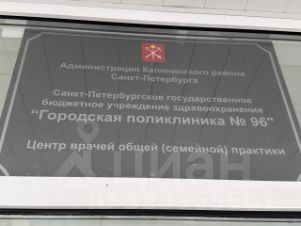 Администрация Калининского района
Санкт-Петербурга
Санкт-Петербургское государственное
бюджетное учреждение здравоохранения
"Городская поликлиника № 96"
Центр врачей общей (семейной) практики
циан